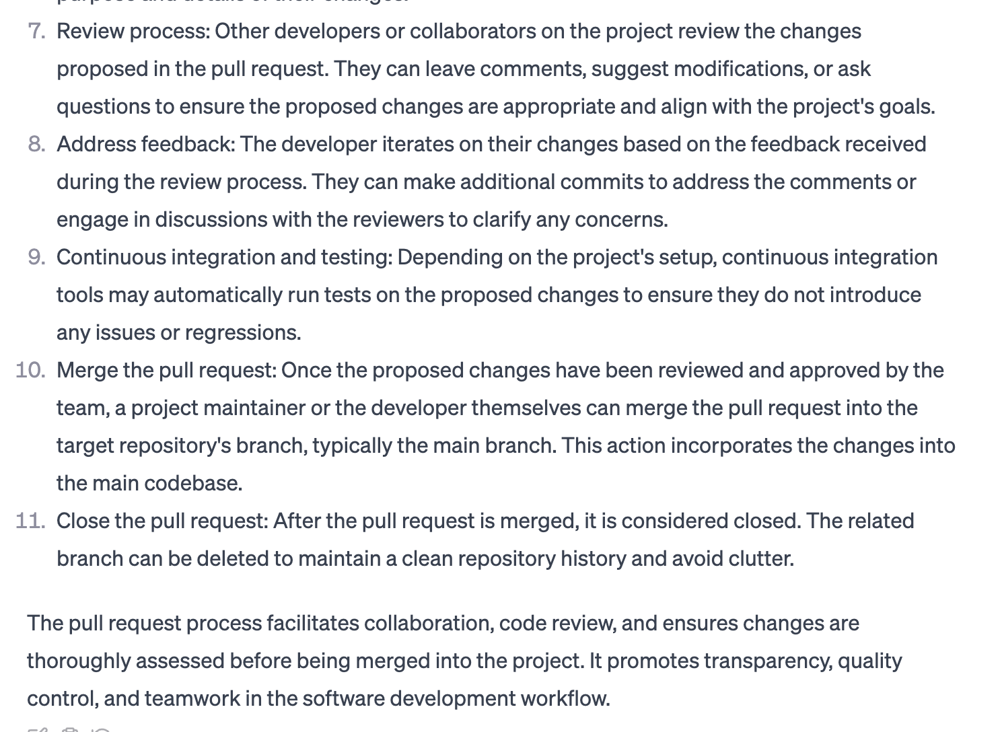 purpose and details of their changes.
7. Review process: Other developers or collaborators on the project review the changes
proposed in the pull request. They can leave comments, suggest modifications, or ask
questions to ensure the proposed changes are appropriate and align with the project's goals.
8. Address feedback: The developer iterates on their changes based on the feedback received
during the review process. They can make additional commits to address the comments or
engage in discussions with the reviewers to clarify any concerns.
9. Continuous integration and testing: Depending on the project's setup, continuous integration
tools may automatically run tests on the proposed changes to ensure they do not introduce
any issues or regressions.
10. Merge the pull request: Once the proposed changes have been reviewed and approved by the
team, a project maintainer or the developer themselves can merge the pull request into the
target repository's branch, typically the main branch. This action incorporates the changes into
the main codebase.
11. Close the pull request: After the pull request is merged, it is considered closed. The related
branch can be deleted to maintain a clean repository history and avoid clutter.
The pull request process facilitates collaboration, code review, and ensures changes are
thoroughly assessed before being merged into the project. It promotes transparency, quality
control, and teamwork in the software development workflow.